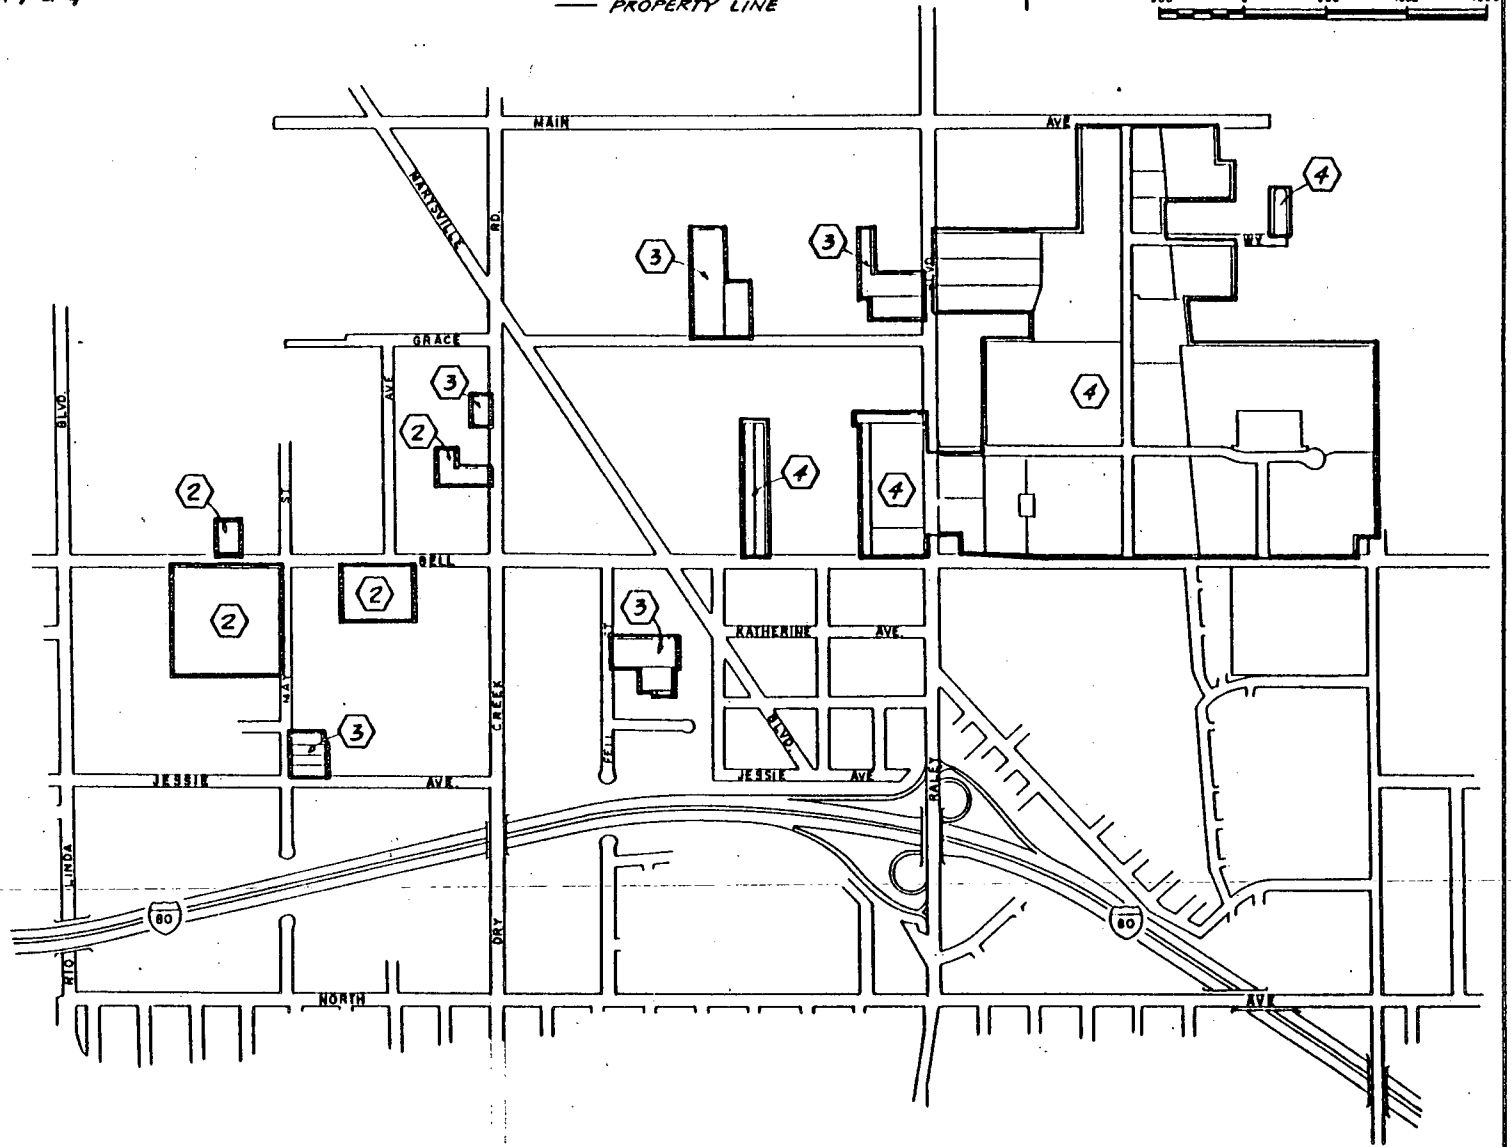 PROPERTY LINE
MAIN AVE
MARYSVILLE
RD.
4
3
3
BLVD.
WY
GRACE
BLVD.
AVE
3
4
2
4
4
2
ST.
BELL
2
2
3
KATHERINE AVE.
ST
MAY
CREEK
3
BLVD.
FELL
JESSIE AVE.
JESSIE AVE
RALEY
LINDA
80
80
DRY
RIO
NORTH
AVE